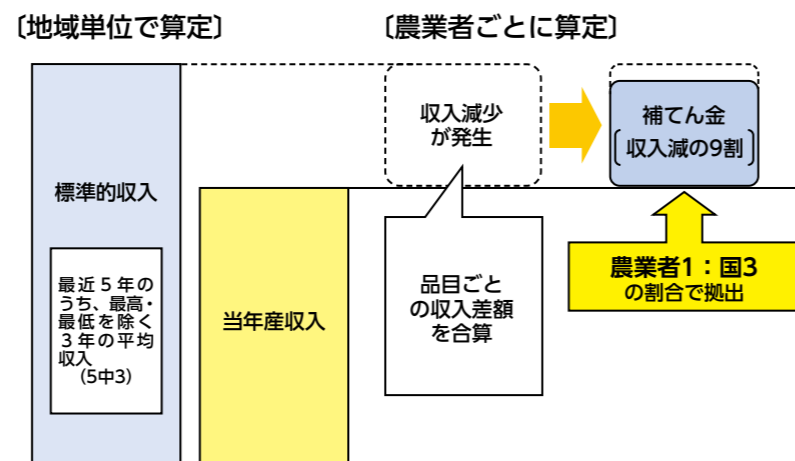 〔地域単位で算定〕
〔農業者ごとに算定〕
標準的収入
最近5年の
うち、最高・
最低を除く
3年の平均
収入
(5中3)
当年産収入
収入減少
が発生
品目ごと
の収入差額
を合算
補てん金
〔収入減の9割〕
農業者1：国3
の割合で拠出